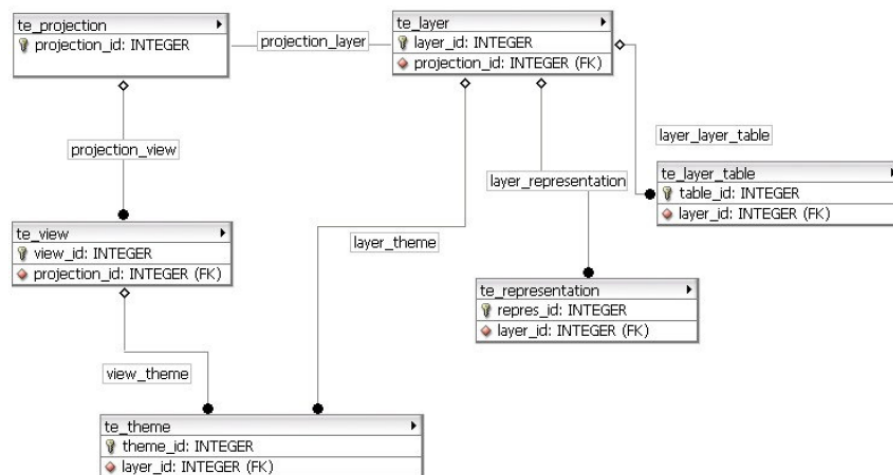 te_projection
projection_id: INTEGER
projection_layer
te_layer
layer_id: INTEGER
projection_id: INTEGER (FK)
projection_view
layer_layer_table
layer_representation
te_layer_table
table_id: INTEGER
layer_id: INTEGER (FK)
te_view
view_id: INTEGER
projection_id: INTEGER (FK)
layer_theme
te_representation
repres_id: INTEGER
layer_id: INTEGER (FK)
view_theme
te_theme
theme_id: INTEGER
layer_id: INTEGER (FK)